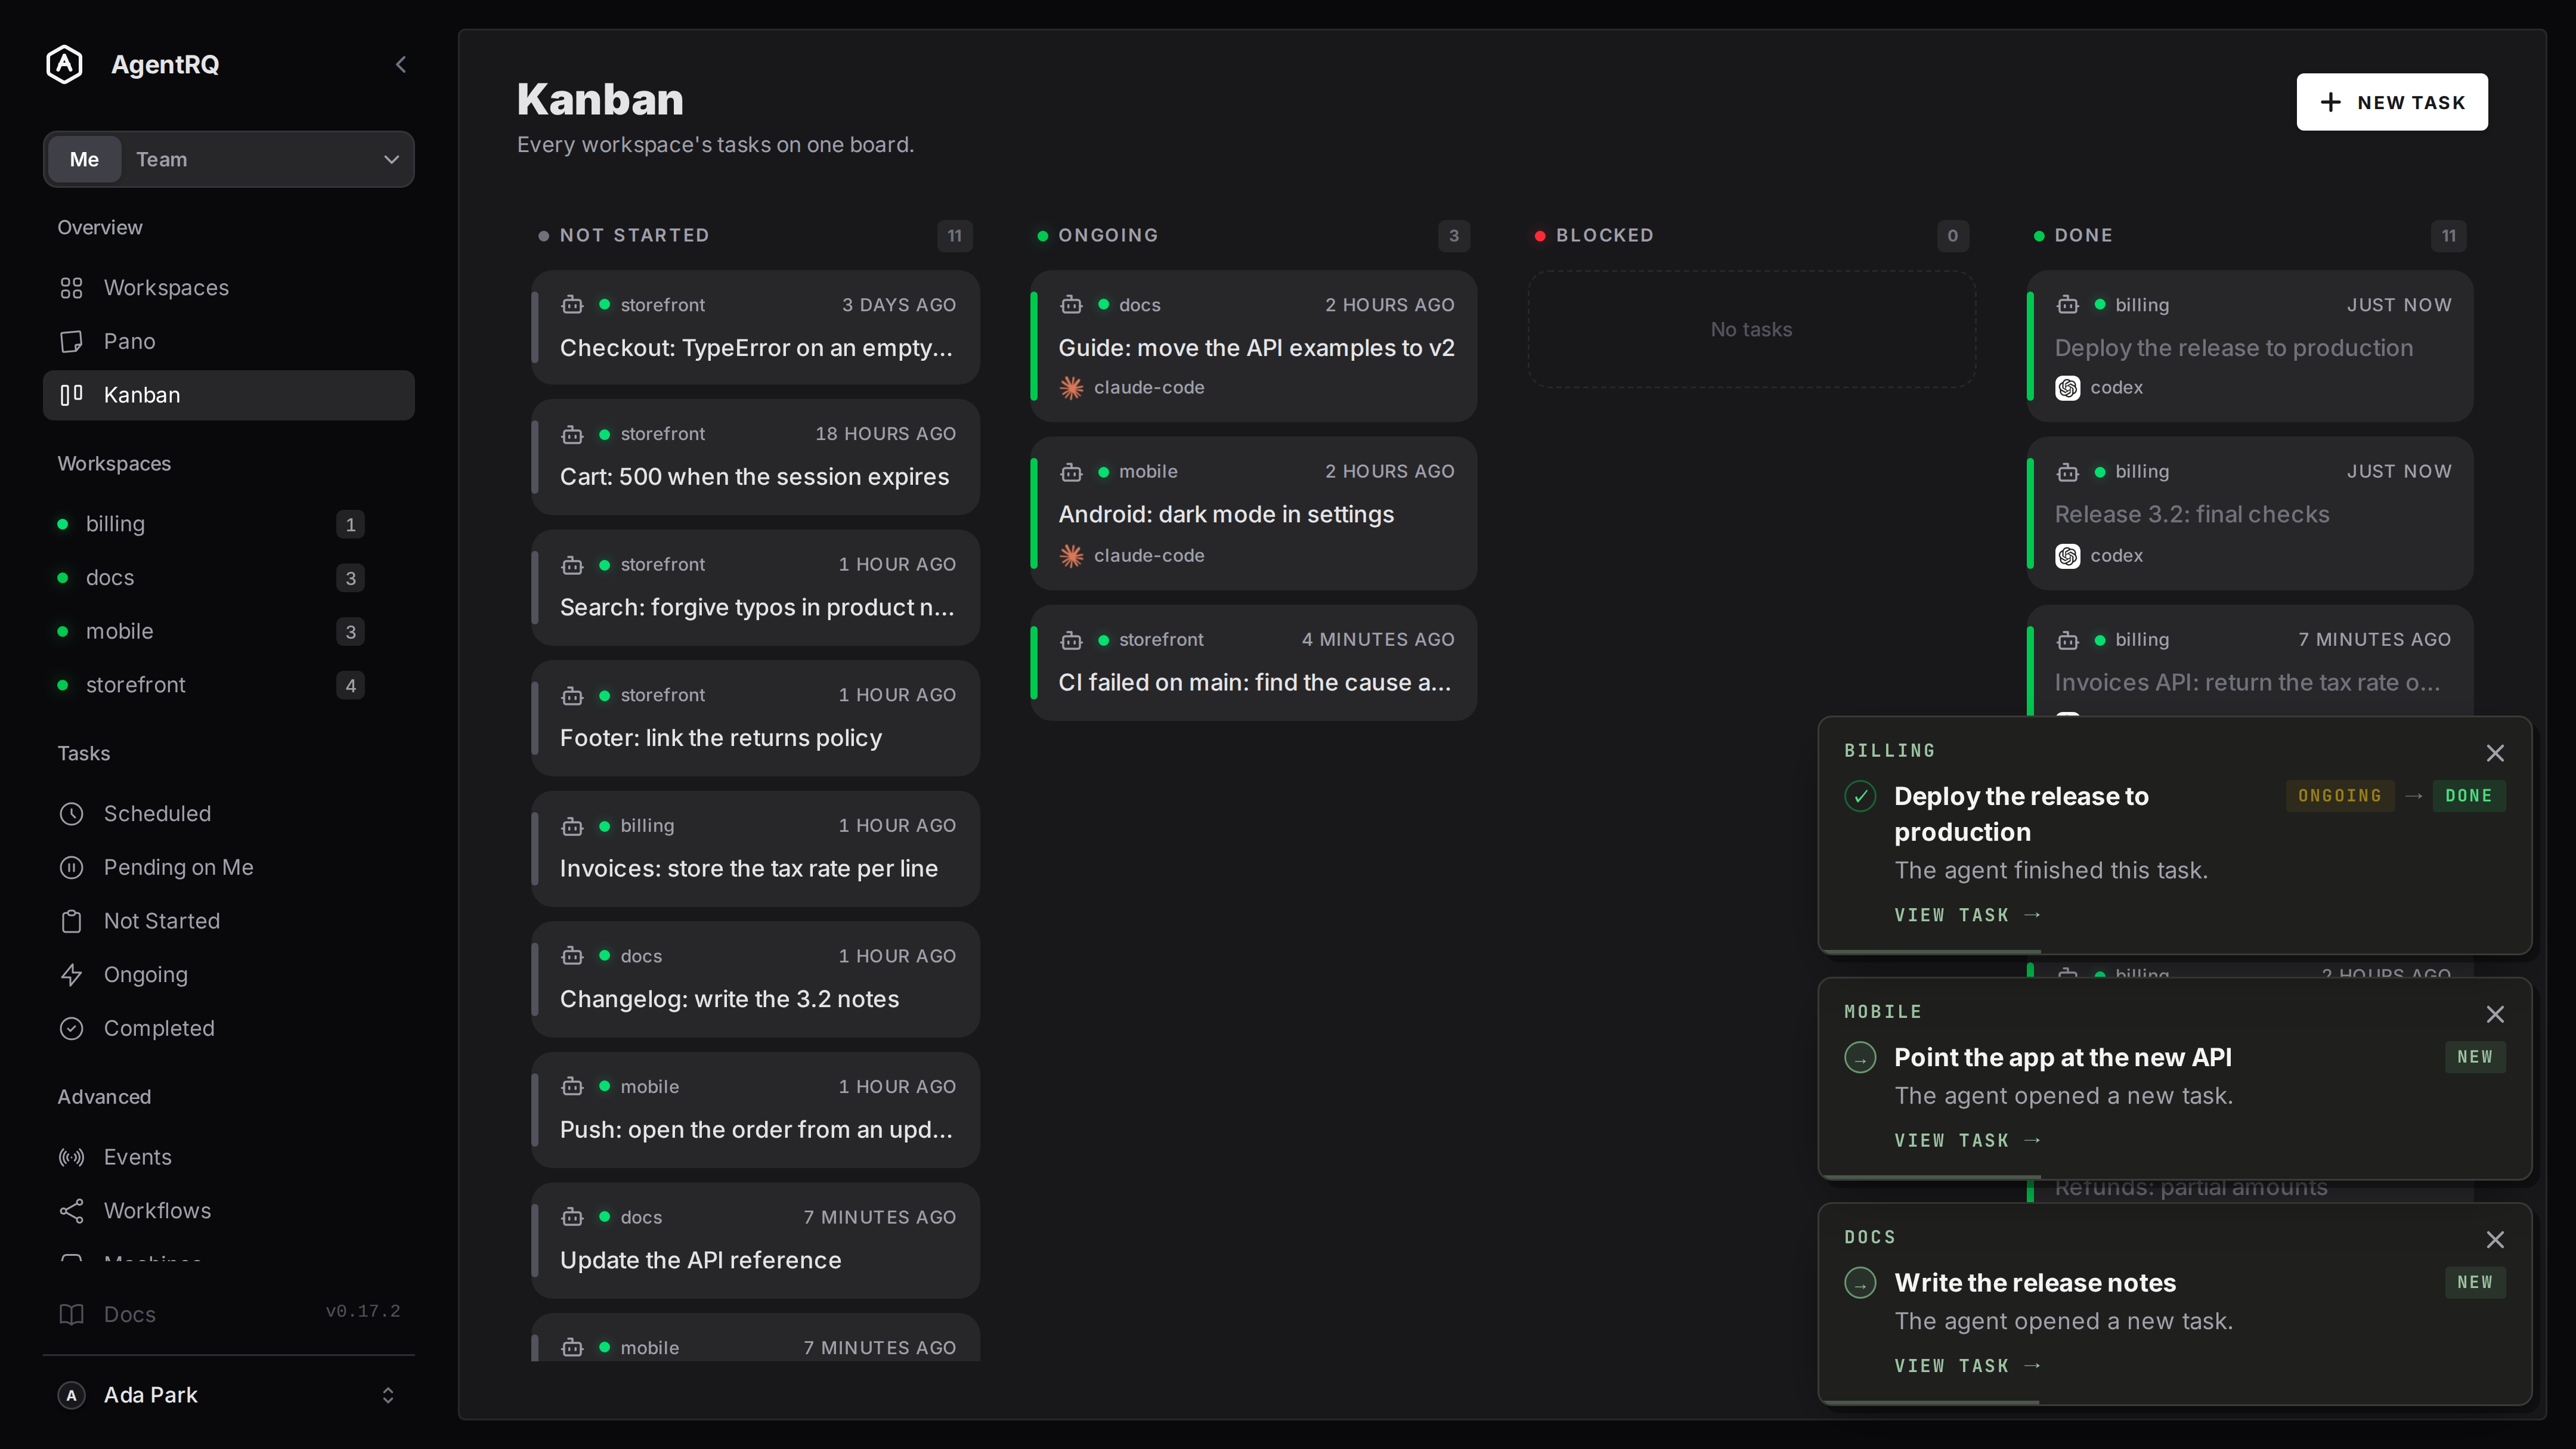 AgentRQ
Me
Team
Overview
Workspaces
Pano
Kanban
Workspaces
billing 1
docs 3
mobile 3
storefront 4
Tasks
Scheduled
Pending on Me
Not Started
Ongoing
Completed
Advanced
Events
Workflows
Machines
Docs v0.17.2
A Ada Park
Kanban
Every workspace's tasks on one board.
NEW TASK
NOT STARTED 11
storefront 3 DAYS AGO
Checkout: TypeError on an empty...
storefront 18 HOURS AGO
Cart: 500 when the session expires
storefront 1 HOUR AGO
Search: forgive typos in product n...
storefront 1 HOUR AGO
Footer: link the returns policy
billing 1 HOUR AGO
Invoices: store the tax rate per line
docs 1 HOUR AGO
Changelog: write the 3.2 notes
mobile 1 HOUR AGO
Push: open the order from an upd...
docs 7 MINUTES AGO
Update the API reference
mobile 7 MINUTES AGO
ONGOING 3
docs 2 HOURS AGO
Guide: move the API examples to v2
claude-code
mobile 2 HOURS AGO
Android: dark mode in settings
claude-code
storefront 4 MINUTES AGO
CI failed on main: find the cause a...
BLOCKED 0
No tasks
DONE 11
billing JUST NOW
Deploy the release to production
codex
billing JUST NOW
Release 3.2: final checks
codex
billing 7 MINUTES AGO
Invoices API: return the tax rate o...
BILLING
Deploy the release to
production
ONGOING → DONE
The agent finished this task.
VIEW TASK →
billing 2 HOURS AGO
MOBILE
Point the app at the new API NEW
The agent opened a new task.
VIEW TASK →
Refunds: partial amounts
DOCS
Write the release notes NEW
The agent opened a new task.
VIEW TASK →